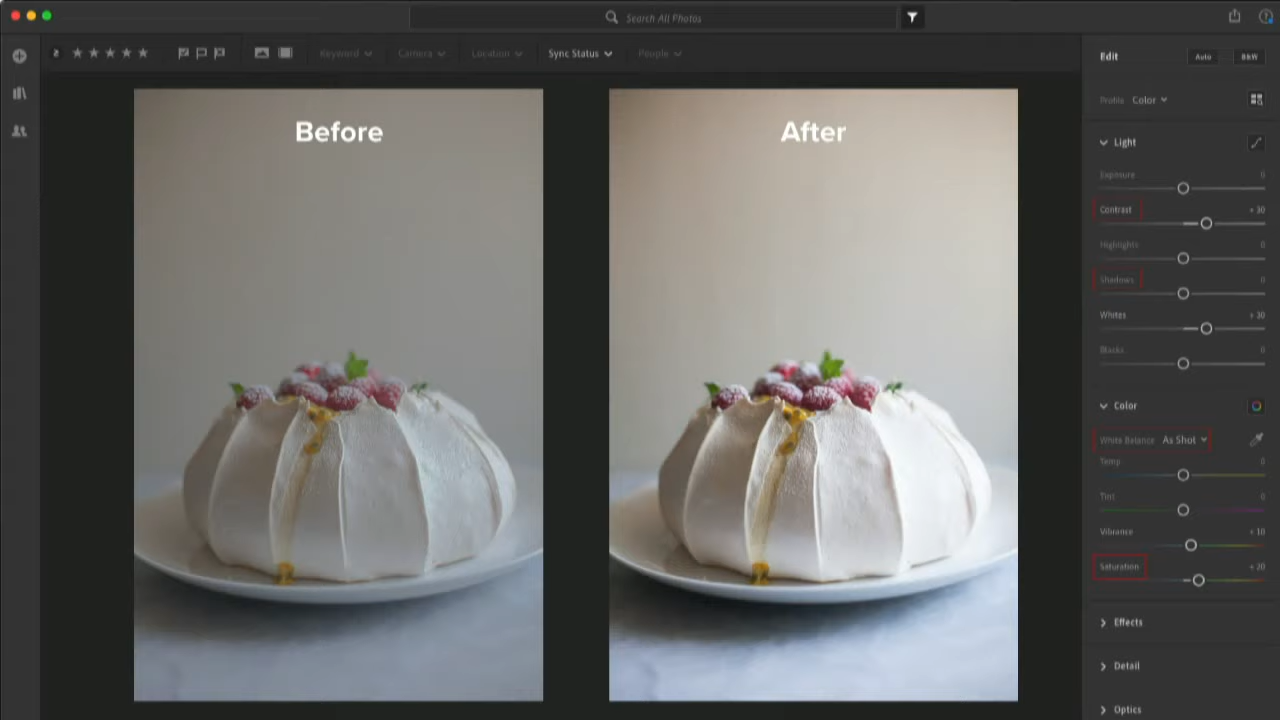 Search All Photos
Keyword Camera Location Sync Status People
Before
After
Edit Auto B&W
Profile Color
Light
Exposure 0
Contrast + 30
Highlights 0
Shadows 0
Whites + 30
Blacks 0
Color
White Balance As Shot
Temp 0
Tint 0
Vibrance + 10
Saturation + 20
Effects
Detail
Optics